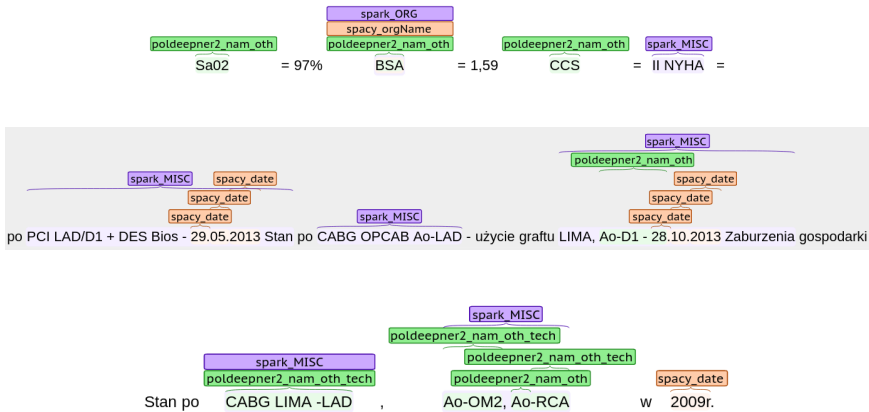 spark_ORG
spacy_orgName
poldeepner2_nam_oth poldeepner2_nam_oth poldeepner2_nam_oth spark_MISC
Sa02 = 97% BSA = 1,59 CCS = II NYHA =
spark_MISC
poldeepner2_nam_oth
spark_MISC spacy_date spacy_date
spacy_date spacy_date
spacy_date spark_MISC spacy_date
po PCI LAD/D1 + DES Bios - 29.05.2013 Stan po CABG OPCAB Ao-LAD - użycie graftu LIMA, Ao-D1 - 28.10.2013 Zaburzenia gospodarki
spark_MISC
poldeepner2_nam_oth_tech
spark_MISC poldeepner2_nam_oth_tech
poldeepner2_nam_oth_tech poldeepner2_nam_oth spacy_date
Stan po CABG LIMA -LAD , Ao-OM2, Ao-RCA w 2009r.